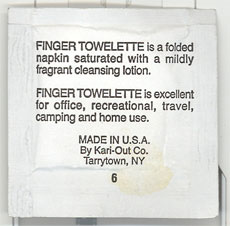 FINGER TOWELETTE is a folded
napkin saturated with a mildly
fragrant cleansing lotion.
FINGER TOWELETTE is excellent
for office, recreational, travel,
camping and home use.
MADE IN U.S.A.
By Kari-Out Co.
Tarrytown, NY
6